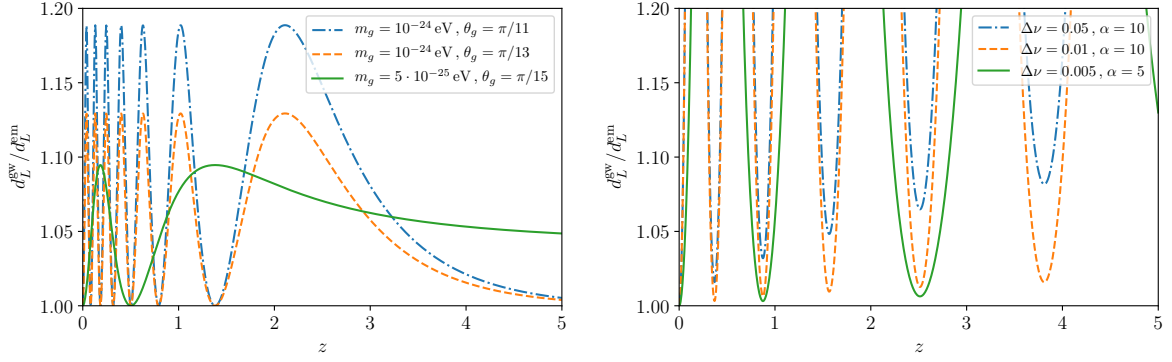 1.20
1.15
1.10
1.05
1.00
d_L^gw/d_L^em
0 1 2 3 4 5
z
m_g = 10^−24 eV , θ_g = π/11
m_g = 10^−24 eV , θ_g = π/13
m_g = 5 · 10^−25 eV , θ_g = π/15
1.20
1.15
1.10
1.05
1.00
d_L^gw/d_L^em
0 1 2 3 4 5
z
Δν = 0.05 , α = 10
Δν = 0.01 , α = 10
Δν = 0.005 , α = 5